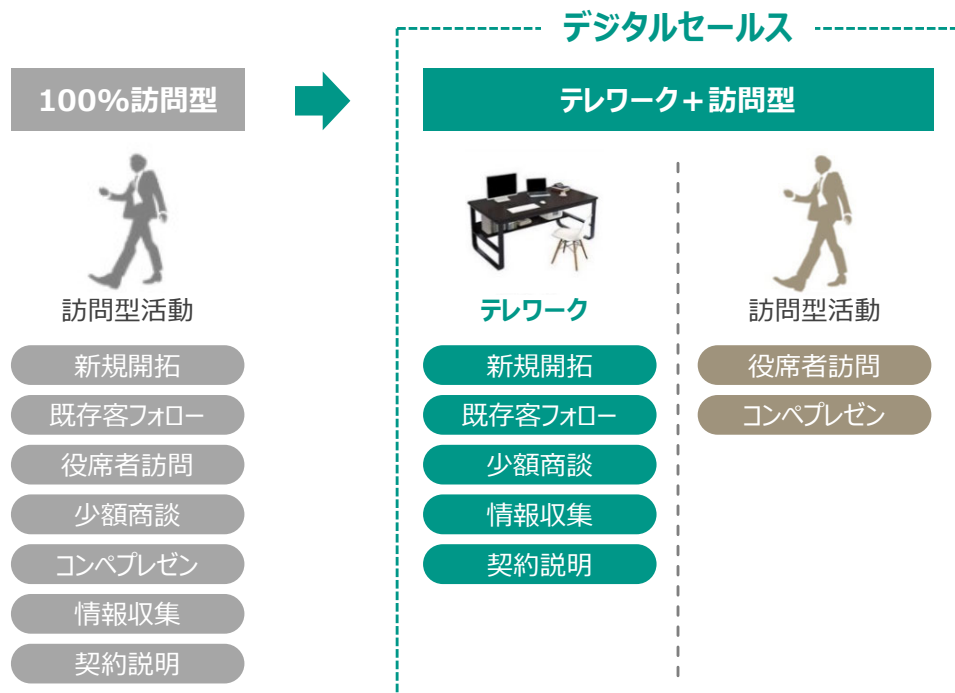 デジタルセールス
100%訪問型
テレワーク+訪問型
訪問型活動
新規開拓
既存客フォロー
役席者訪問
少額商談
コンペプレゼン
情報収集
契約説明
テレワーク
新規開拓
既存客フォロー
少額商談
情報収集
契約説明
訪問型活動
役席者訪問
コンペプレゼン